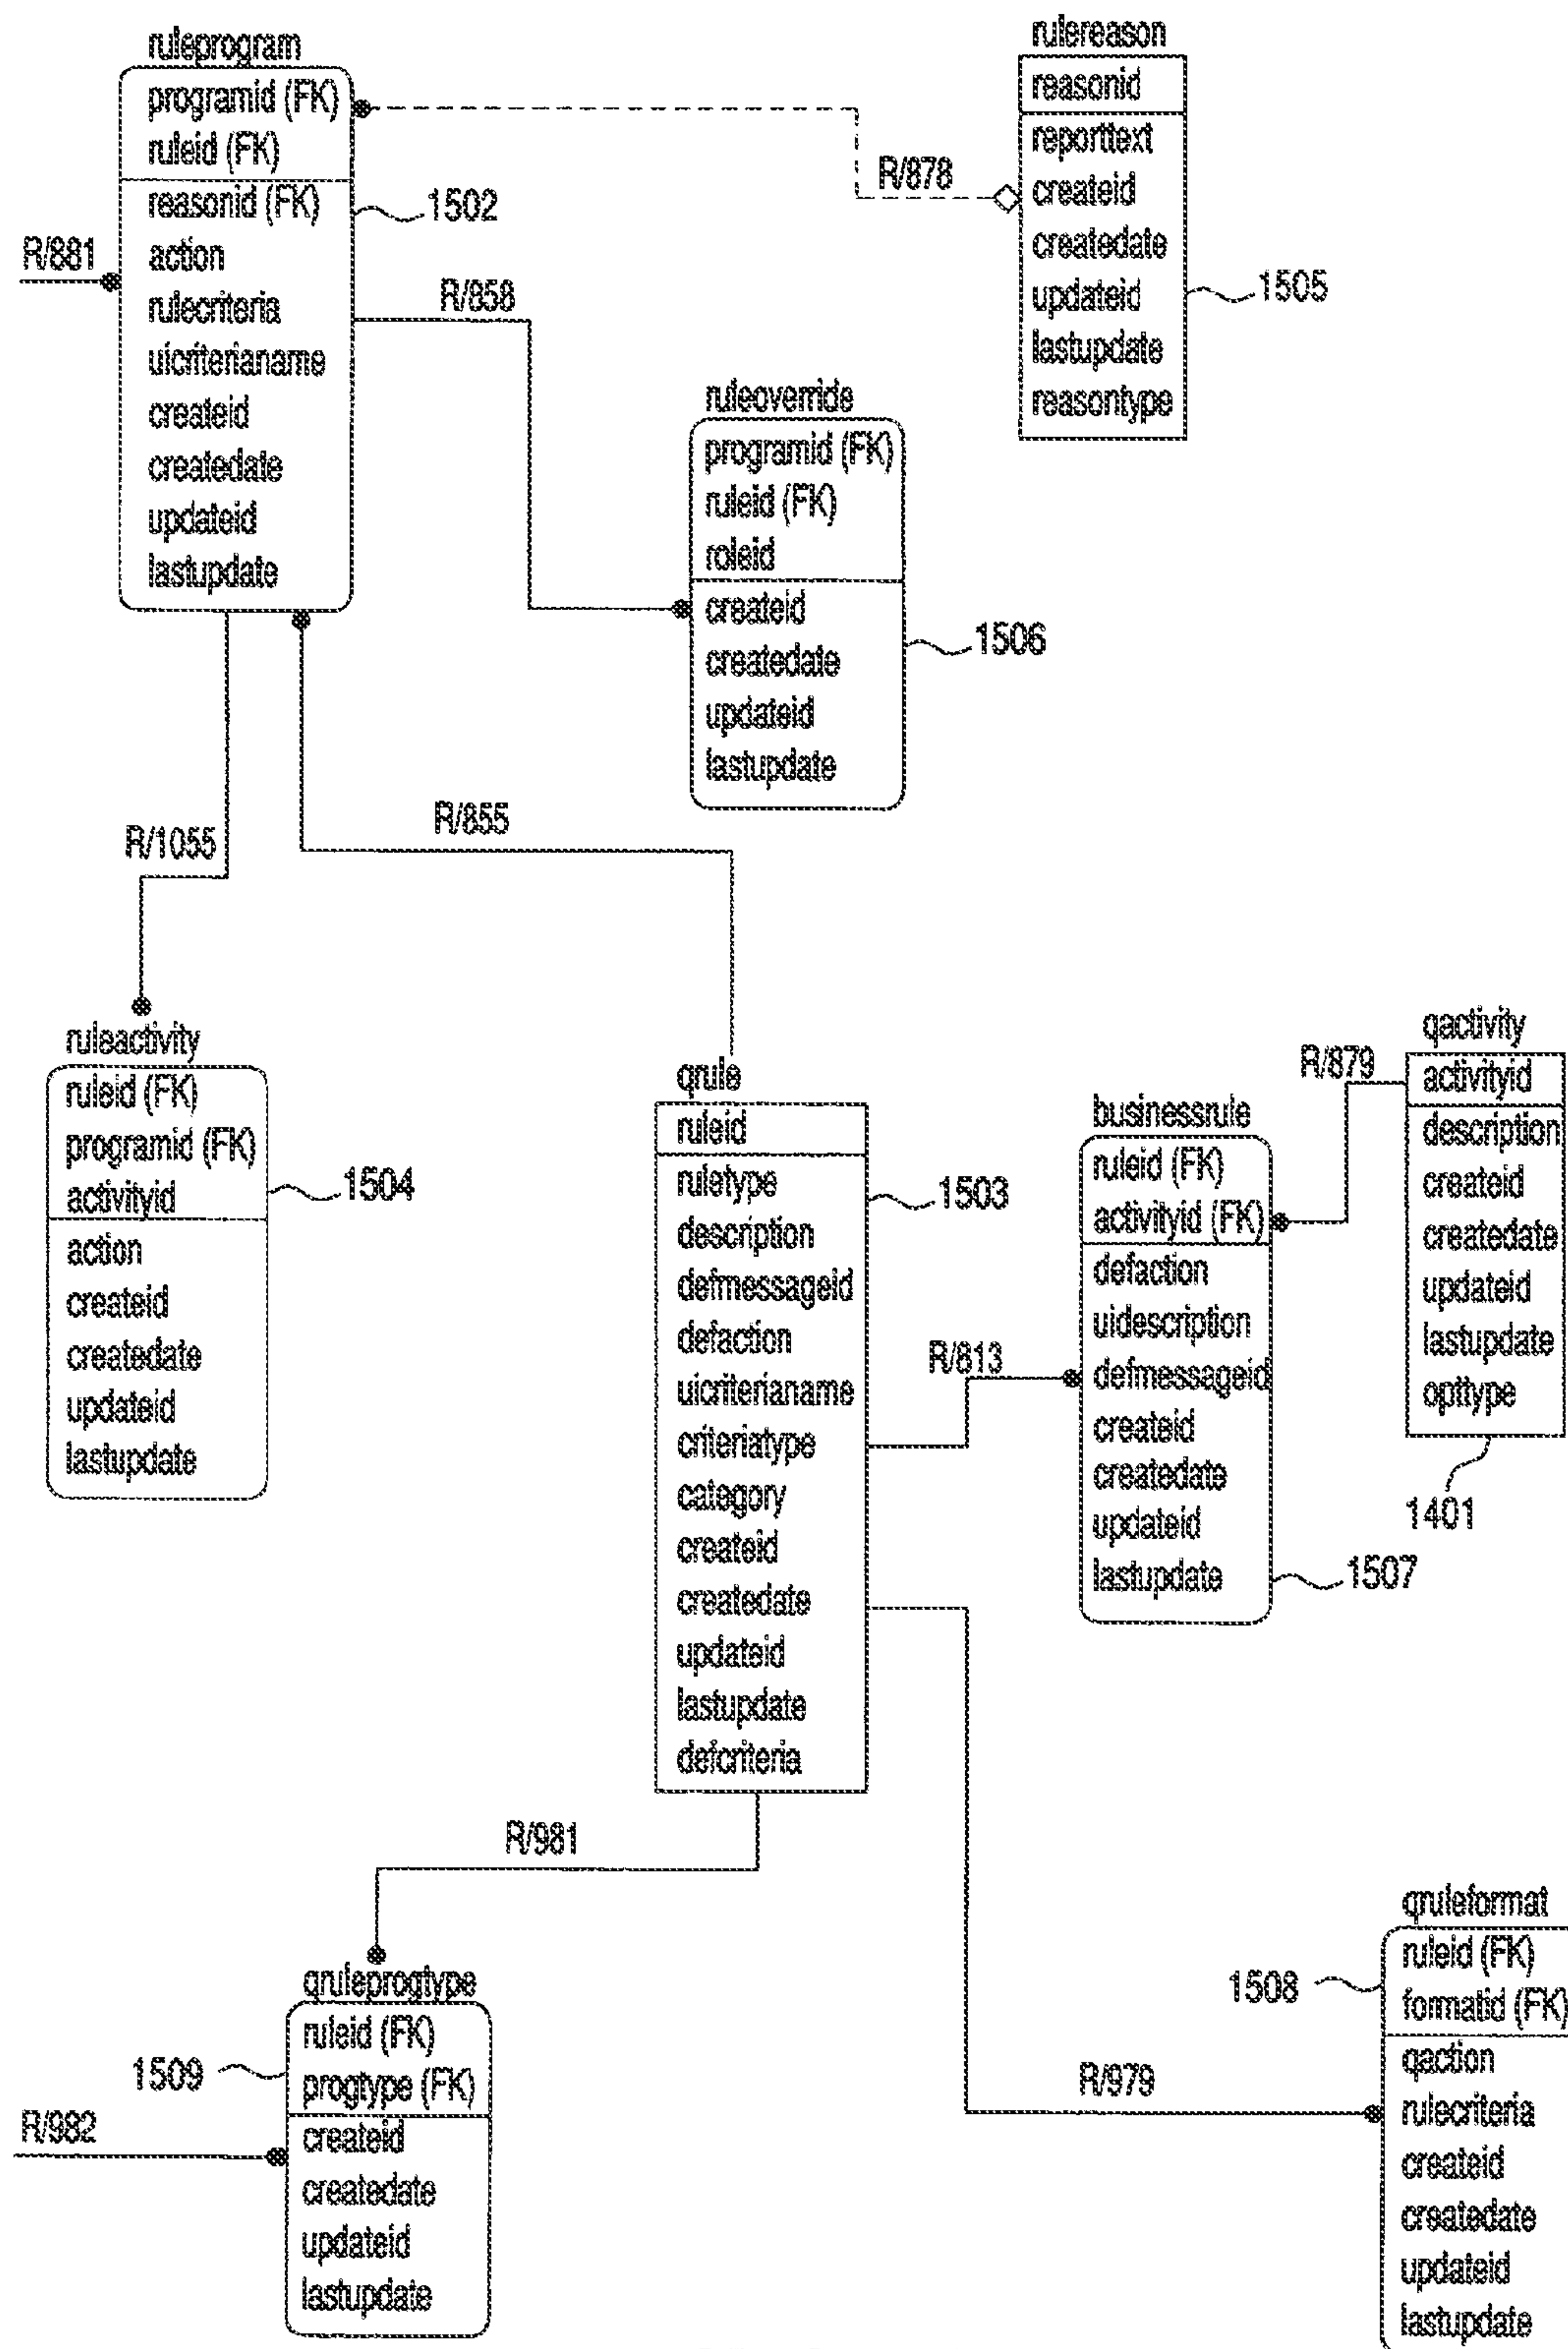 ruleprogram
programid (FK)
ruleid (FK)
reasonid (FK)
action
rulecriteria
uicriterianame
createid
createdate
updateid
lastupdate
1502
R/881
R/878
R/858
rulereason
reasonid
reporttext
createid
createdate
updateid
lastupdate
reasontype
1505
ruleoverride
programid (FK)
ruleid (FK)
roleid
createid
createdate
updateid
lastupdate
1506
R/1055
R/855
ruleactivity
ruleid (FK)
programid (FK)
activityid
action
createid
createdate
updateid
lastupdate
1504
qrule
ruleid
ruletype
description
defmessageid
defaction
uicriterianame
criteriatype
category
createid
createdate
updateid
lastupdate
defcriteria
1503
R/813
businessrule
ruleid (FK)
activityid (FK)
defaction
uidescription
defmessageid
createid
createdate
updateid
lastupdate
1507
R/879
qactivity
activityid
description
createid
createdate
updateid
lastupdate
opttype
1401
R/981
qruleprogtype
ruleid (FK)
progtype (FK)
createid
createdate
updateid
lastupdate
1509
R/982
R/979
qruleformat
ruleid (FK)
formatid (FK)
qaction
rulecriteria
createid
createdate
updateid
lastupdate
1508